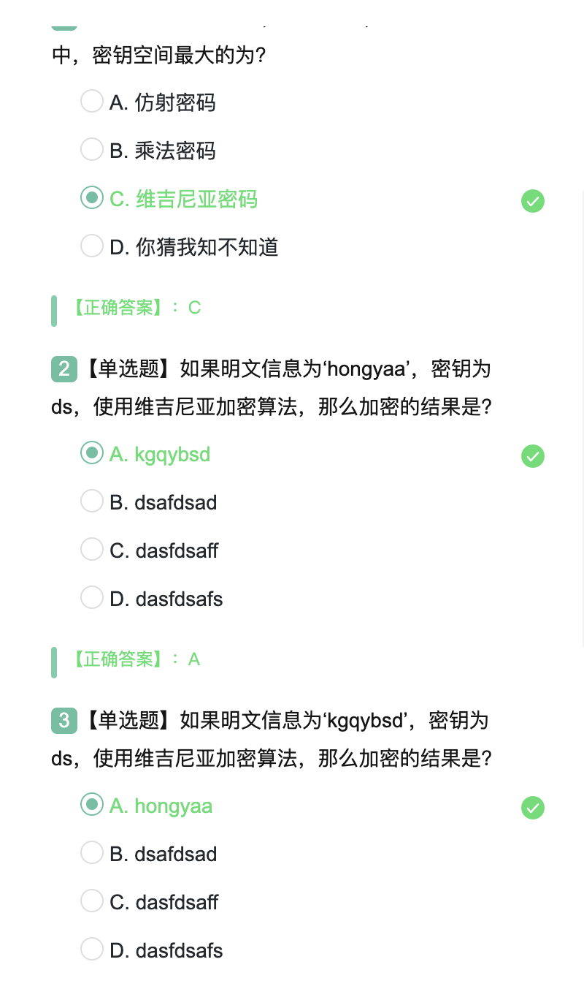 中，密钥空间最大的为?
A. 仿射密码
B. 乘法密码
C. 维吉尼亚密码
D. 你猜我知不知道
【正确答案】： C
2【单选题】如果明文信息为‘hongyaa’，密钥为
ds，使用维吉尼亚加密算法，那么加密的结果是?
A. kgqybsd
B. dsafdsad
C. dasfdsaff
D. dasfdsafs
【正确答案】： A
3【单选题】如果明文信息为‘kgqybsd’，密钥为
ds，使用维吉尼亚加密算法，那么加密的结果是?
A. hongyaa
B. dsafdsad
C. dasfdsaff
D. dasfdsafs